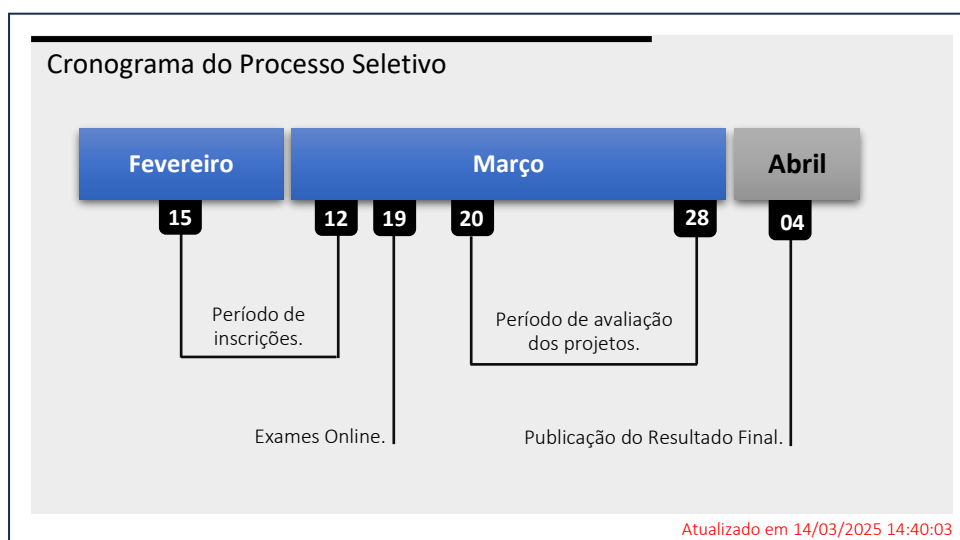 Cronograma do Processo Seletivo
Fevereiro
Março
Abril
15
12
19
20
28
04
Período de
inscrições.
Período de avaliação
dos projetos.
Exames Online.
Publicação do Resultado Final.
Atualizado em 14/03/2025 14:40:03